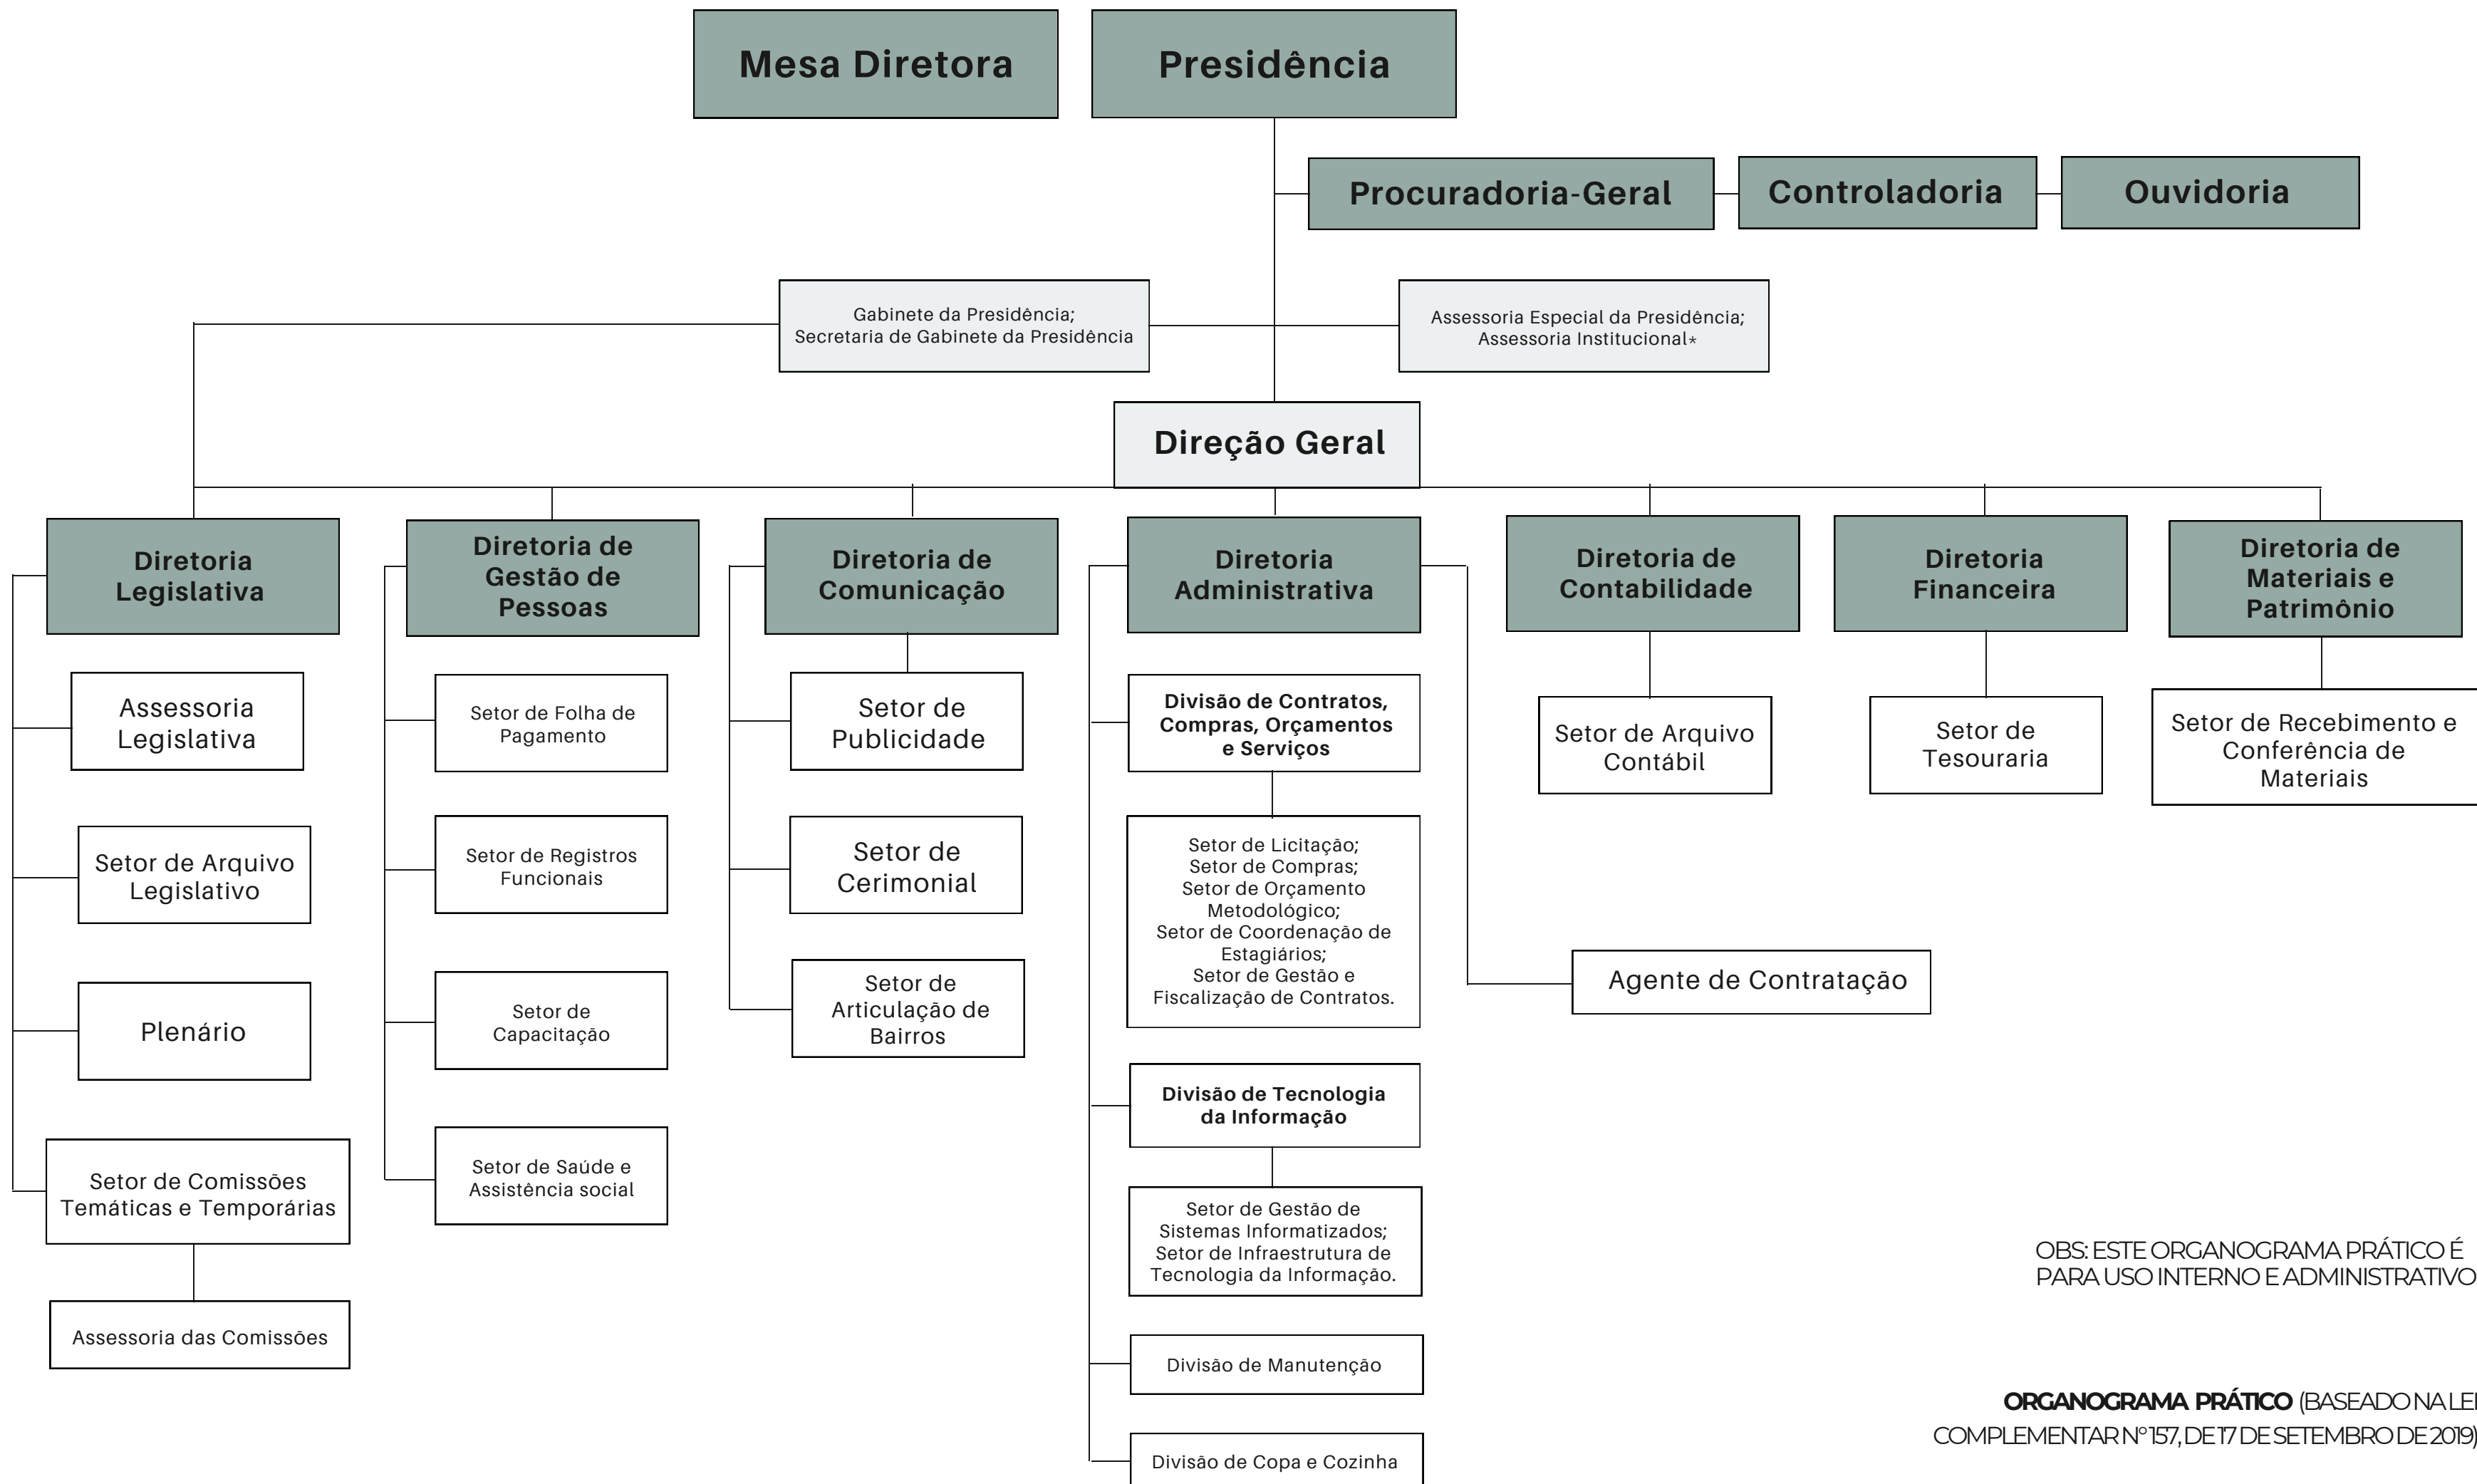 Mesa Diretora
Presidência
Procuradoria-Geral
Controladoria
Ouvidoria
Gabinete da Presidência;
Secretaria de Gabinete da Presidência
Assessoria Especial da Presidência;
Assessoria Institucional*
Direção Geral
Diretoria
Legislativa
Diretoria de
Gestão de
Pessoas
Diretoria de
Comunicação
Diretoria
Administrativa
Diretoria de
Contabilidade
Diretoria
Financeira
Diretoria de
Materiais e
Patrimônio
Assessoria
Legislativa
Setor de Arquivo
Legislativo
Plenário
Setor de Comissões
Temáticas e Temporárias
Assessoria das Comissões
Setor de Folha de
Pagamento
Setor de Registros
Funcionais
Setor de
Capacitação
Setor de Saúde e
Assistência social
Setor de
Publicidade
Setor de
Cerimonial
Setor de
Articulação de
Bairros
Divisão de Contratos,
Compras, Orçamentos
e Serviços
Setor de Licitação;
Setor de Compras;
Setor de Orçamento
Metodológico;
Setor de Coordenação de
Estagiários;
Setor de Gestão e
Fiscalização de Contratos.
Divisão de Tecnologia
da Informação
Setor de Gestão de
Sistemas Informatizados;
Setor de Infraestrutura de
Tecnologia da Informação.
Divisão de Manutenção
Divisão de Copa e Cozinha
Agente de Contratação
Setor de Arquivo
Contábil
Setor de
Tesouraria
Setor de Recebimento e
Conferência de
Materiais
OBS: ESTE ORGANOGRAMA PRÁTICO É
PARA USO INTERNO E ADMINISTRATIVO
ORGANOGRAMA PRÁTICO (BASEADO NA LEI
COMPLEMENTAR N° 157, DE 17 DE SETEMBRO DE 2019)